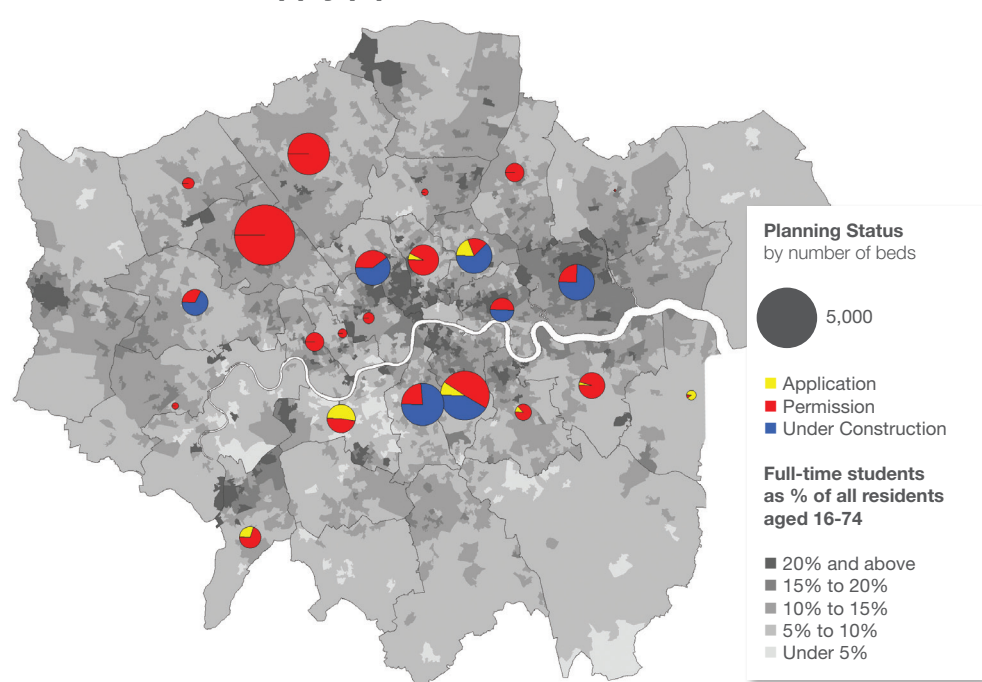 Planning Status
by number of beds
5,000
Application
Permission
Under Construction
Full-time students
as % of all residents
aged 16-74
20% and above
15% to 20%
10% to 15%
5% to 10%
Under 5%